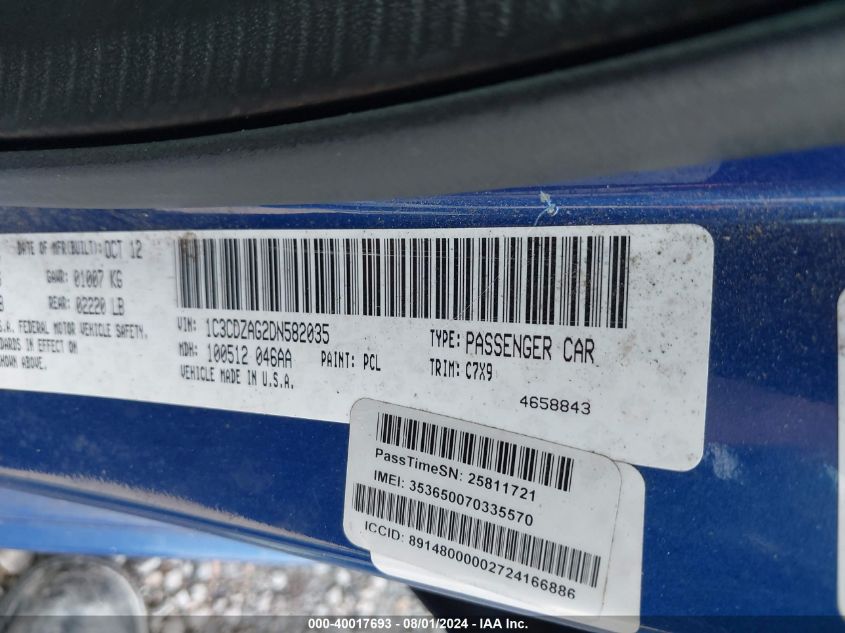 DATE OF MFR(BUILT): OCT 12
GAWR: 01007 KG
REAR: 02220 LB
FEDERAL MOTOR VEHICLE SAFETY
IN EFFECT ON
SHOWN ABOVE.
VIN: 1C3CDZAG2DN582035
MDH: 100512 046AA PAINT: PCL
VEHICLE MADE IN U.S.A.
TYPE: PASSENGER CAR
TRIM: C7X9
4658843
PassTimeSN: 25811721
IMEI: 353650070335570
ICCID: 89148000002724166886
000-40017693 - 08/01/2024 - IAA Inc.